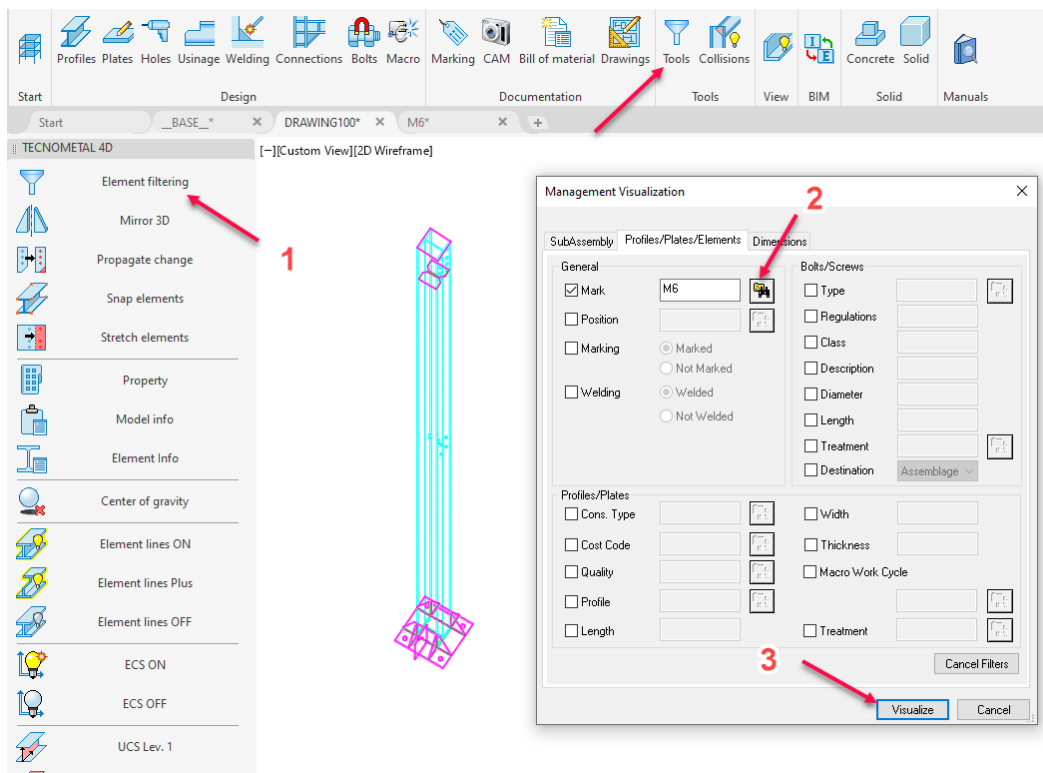 Profiles Plates Holes Usinage Welding Connections Bolts Macro Marking CAM Bill of material Drawings Tools Collisions Concrete Solid
Start Design Documentation Tools View BIM Solid Manuals
Start __BASE__* × DRAWING100* × M6* × +
TECNOMETAL 4D
[−][Custom View][2D Wireframe]
Element filtering
Mirror 3D
Propagate change
Snap elements
Stretch elements
Property
Model info
Element Info
Center of gravity
Element lines ON
Element lines Plus
Element lines OFF
ECS ON
ECS OFF
UCS Lev. 1
1
Management Visualization
2
SubAssembly Profiles/Plates/Elements Dimensions
General
Mark M6
Position
Marking Marked
Not Marked
Welding Welded
Not Welded
Bolts/Screws
Type
Regulations
Class
Description
Diameter
Length
Treatment
Destination Assemblage
Profiles/Plates
Cons. Type
Cost Code
Quality
Profile
Length
Width
Thickness
Macro Work Cycle
Treatment
3
Cancel Filters
Visualize Cancel